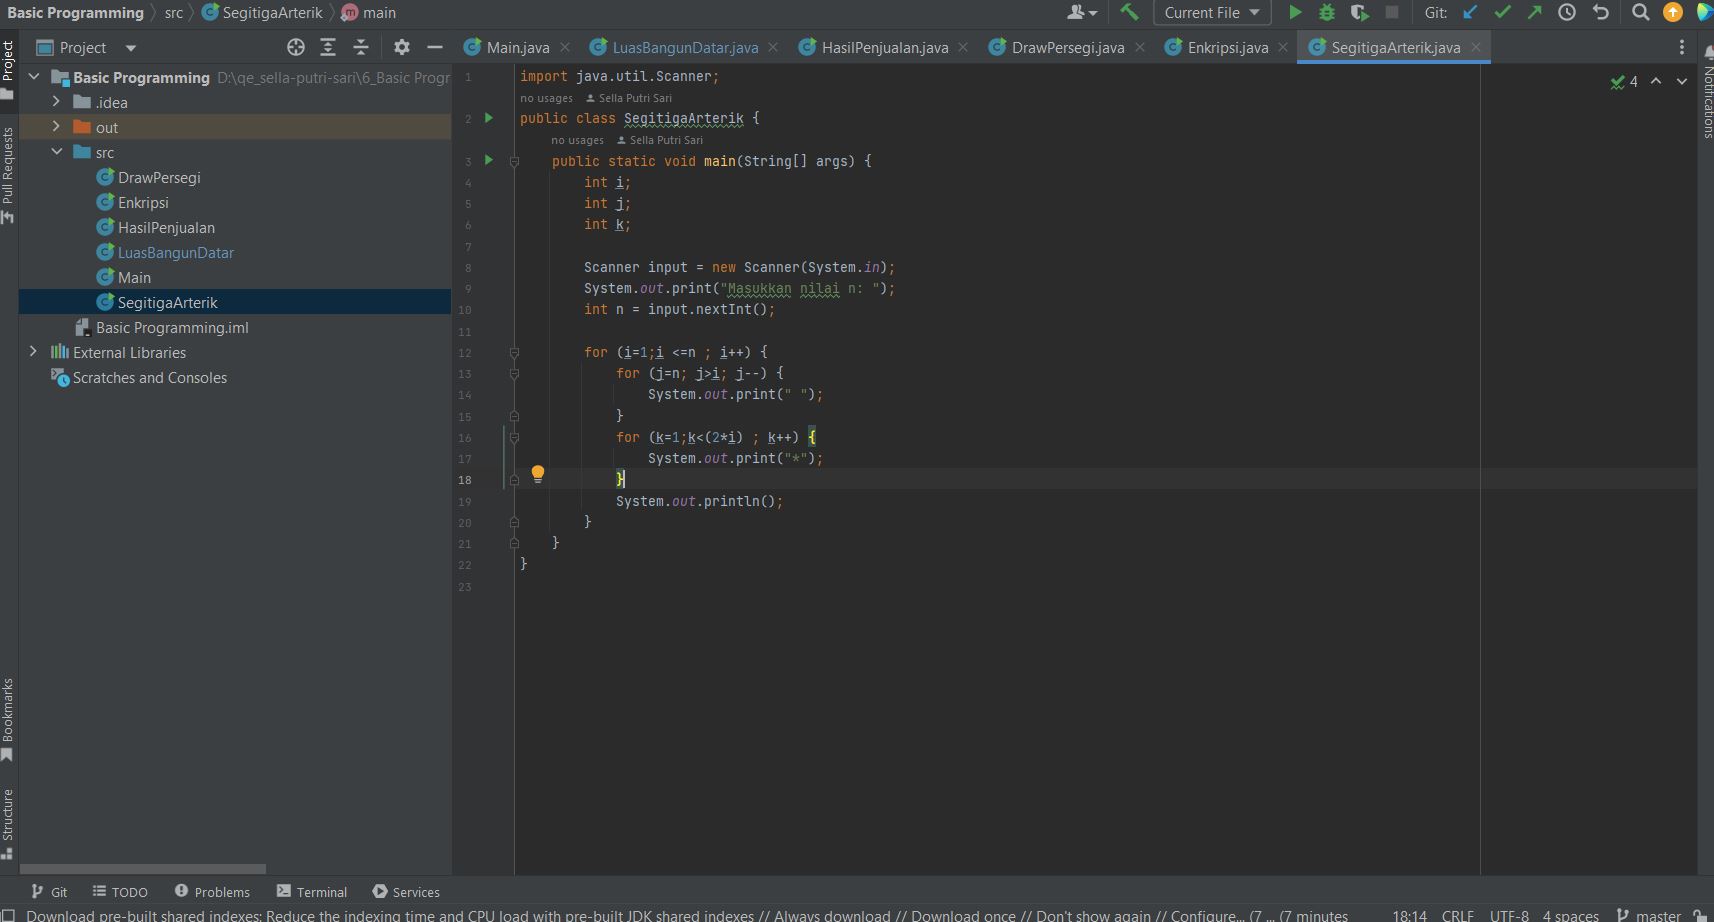 Basic Programming src SegitigaArterik main Current File Git:
Project Main.java LuasBangunDatar.java HasilPenjualan.java DrawPersegi.java Enkripsi.java SegitigaArterik.java
Project
Pull Requests
Bookmarks
Structure
Notifications
Basic Programming D:\qe_sella-putri-sari\6_Basic Progr
.idea
out
src
DrawPersegi
Enkripsi
HasilPenjualan
LuasBangunDatar
Main
SegitigaArterik
Basic Programming.iml
External Libraries
Scratches and Consoles
4
1 import java.util.Scanner;
no usages Sella Putri Sari
2 public class SegitigaArterik {
no usages Sella Putri Sari
3 public static void main(String[] args) {
4 int i;
5 int j;
6 int k;
7
8 Scanner input = new Scanner(System.in);
9 System.out.print("Masukkan nilai n: ");
10 int n = input.nextInt();
11
12 for (i=1;i <=n ; i++) {
13 for (j=n; j>i; j--) {
14 System.out.print(" ");
15 }
16 for (k=1;k<(2*i) ; k++) {
17 System.out.print("*");
18 }
19 System.out.println();
20 }
21 }
22 }
23
Git TODO Problems Terminal Services
Download pre-built shared indexes: Reduce the indexing time and CPU load with pre-built JDK shared indexes // Always download // Download once // Don't show again // Configure... (7 ... (7 minutes 18:14 CRLF UTF-8 4 spaces master